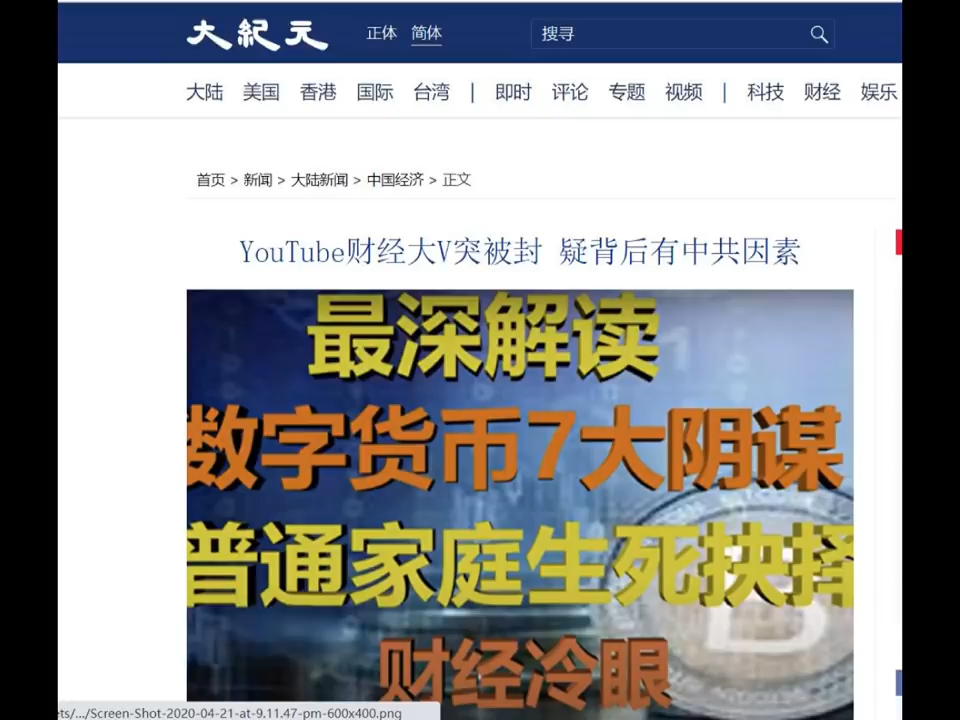 大紀元 正体 简体 搜寻
大陆 美国 香港 国际 台湾 | 即时 评论 专题 视频 | 科技 财经 娱乐
首页 > 新闻 > 大陆新闻 > 中国经济 > 正文
YouTube财经大V突被封 疑背后有中共因素
最深解读
数字货币7大阴谋
普通家庭生死抉择
财经冷眼
ets/.../Screen-Shot-2020-04-21-at-9.11.47-pm-600x400.png